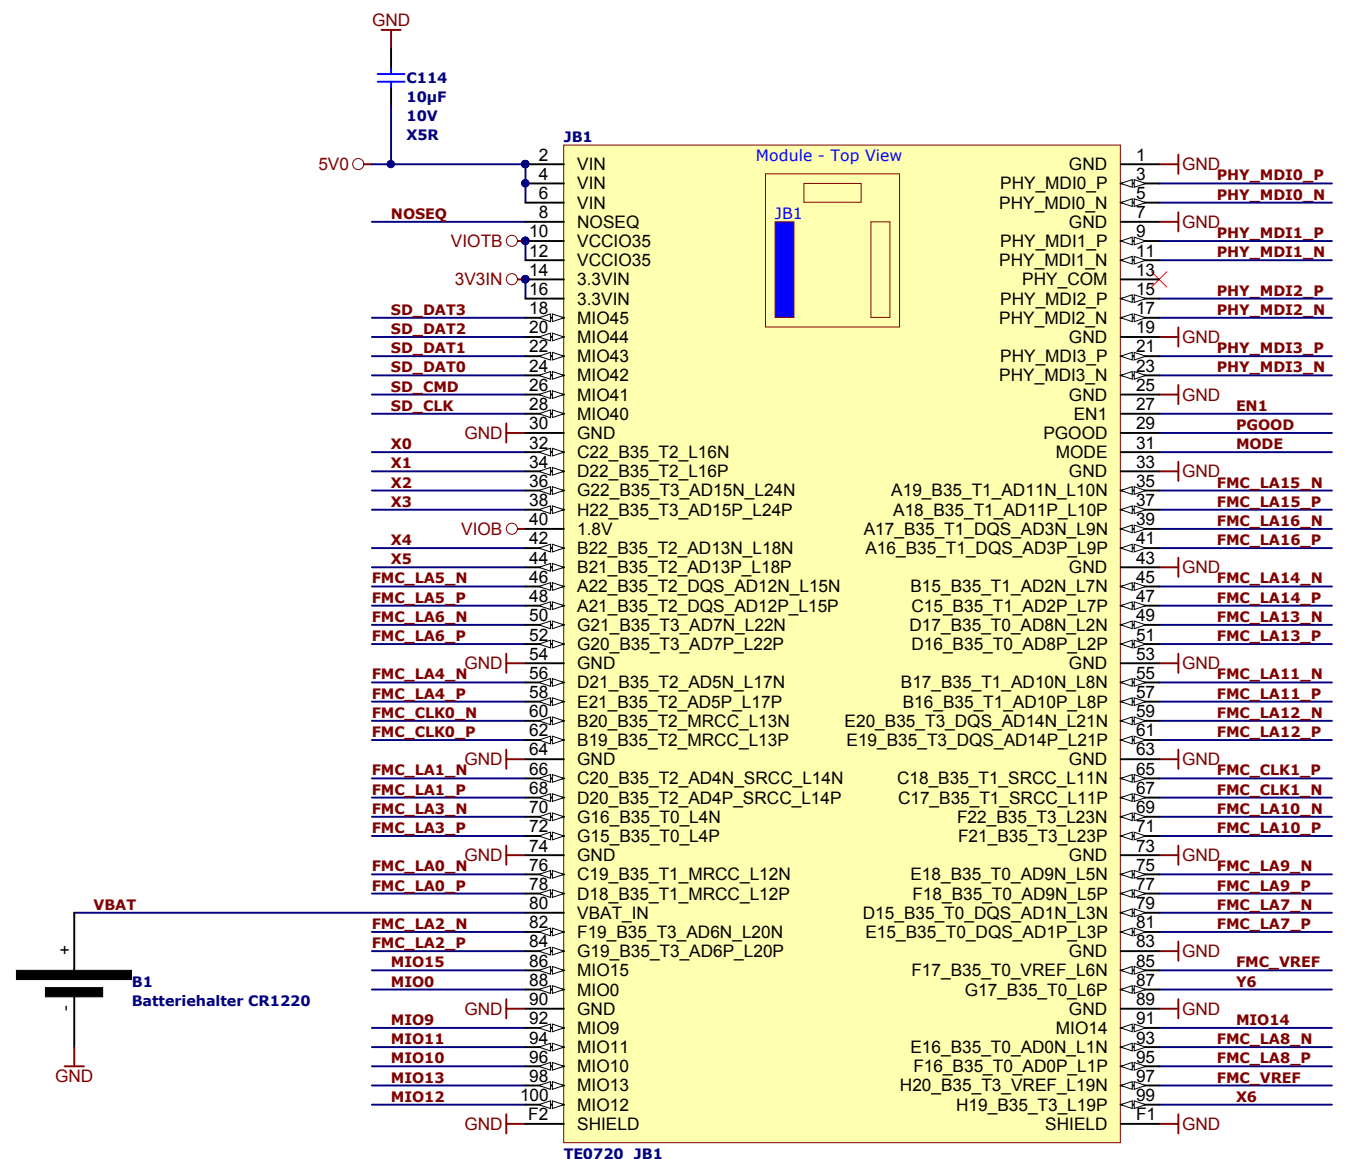 GND
C114
10µF
10V
X5R
JB1
Module - Top View
JB1
5V0 2 VIN
4 VIN
6 VIN
NOSEQ 8 NOSEQ
VIOTB 10 VCCIO35
12 VCCIO35
3V3IN 14 3.3VIN
16 3.3VIN
SD_DAT3 18 MIO45
SD_DAT2 20 MIO44
SD_DAT1 22 MIO43
SD_DAT0 24 MIO42
SD_CMD 26 MIO41
SD_CLK 28 MIO40
GND 30 GND
X0 32 C22_B35_T2_L16N
X1 34 D22_B35_T2_L16P
X2 36 G22_B35_T3_AD15N_L24N
X3 38 H22_B35_T3_AD15P_L24P
VIOB 40 1.8V
X4 42 B22_B35_T2_AD13N_L18N
X5 44 B21_B35_T2_AD13P_L18P
FMC_LA5_N 46 A22_B35_T2_DQS_AD12N_L15N
FMC_LA5_P 48 A21_B35_T2_DQS_AD12P_L15P
FMC_LA6_N 50 G21_B35_T3_AD7N_L22N
FMC_LA6_P 52 G20_B35_T3_AD7P_L22P
GND 54 GND
FMC_LA4_N 56 D21_B35_T2_AD5N_L17N
FMC_LA4_P 58 E21_B35_T2_AD5P_L17P
FMC_CLK0_N 60 B20_B35_T2_MRCC_L13N
FMC_CLK0_P 62 B19_B35_T2_MRCC_L13P
GND 64 GND
FMC_LA1_N 66 C20_B35_T2_AD4N_SRCC_L14N
FMC_LA1_P 68 D20_B35_T2_AD4P_SRCC_L14P
FMC_LA3_N 70 G16_B35_T0_L4N
FMC_LA3_P 72 G15_B35_T0_L4P
GND 74 GND
FMC_LA0_N 76 C19_B35_T1_MRCC_L12N
FMC_LA0_P 78 D18_B35_T1_MRCC_L12P
VBAT 80 VBAT_IN
FMC_LA2_N 82 F19_B35_T3_AD6N_L20N
FMC_LA2_P 84 G19_B35_T3_AD6P_L20P
MIO15 86 MIO15
MIO0 88 MIO0
GND 90 GND
MIO9 92 MIO9
MIO11 94 MIO11
MIO10 96 MIO10
MIO13 98 MIO13
MIO12 100 MIO12
GND F2 SHIELD
GND 1 GND
PHY_MDI0_P 3 PHY_MDI0_P
PHY_MDI0_N 5 PHY_MDI0_N
GND 7 GND
PHY_MDI1_P 9 PHY_MDI1_P
PHY_MDI1_N 11 PHY_MDI1_N
PHY_COM 13
PHY_MDI2_P 15 PHY_MDI2_P
PHY_MDI2_N 17 PHY_MDI2_N
GND 19 GND
PHY_MDI3_P 21 PHY_MDI3_P
PHY_MDI3_N 23 PHY_MDI3_N
GND 25 GND
EN1 27 EN1
PGOOD 29 PGOOD
MODE 31 MODE
GND 33 GND
A19_B35_T1_AD11N_L10N 35 FMC_LA15_N
A18_B35_T1_AD11P_L10P 37 FMC_LA15_P
A17_B35_T1_DQS_AD3N_L9N 39 FMC_LA16_N
A16_B35_T1_DQS_AD3P_L9P 41 FMC_LA16_P
GND 43 GND
B15_B35_T1_AD2N_L7N 45 FMC_LA14_N
C15_B35_T1_AD2P_L7P 47 FMC_LA14_P
D17_B35_T0_AD8N_L2N 49 FMC_LA13_N
D16_B35_T0_AD8P_L2P 51 FMC_LA13_P
GND 53 GND
B17_B35_T1_AD10N_L8N 55 FMC_LA11_N
B16_B35_T1_AD10P_L8P 57 FMC_LA11_P
E20_B35_T3_DQS_AD14N_L21N 59 FMC_LA12_N
E19_B35_T3_DQS_AD14P_L21P 61 FMC_LA12_P
GND 63 GND
C18_B35_T1_SRCC_L11N 65 FMC_CLK1_P
C17_B35_T1_SRCC_L11P 67 FMC_CLK1_N
F22_B35_T3_L23N 69 FMC_LA10_N
F21_B35_T3_L23P 71 FMC_LA10_P
GND 73 GND
E18_B35_T0_AD9N_L5N 75 FMC_LA9_N
F18_B35_T0_AD9N_L5P 77 FMC_LA9_P
D15_B35_T0_DQS_AD1N_L3N 79 FMC_LA7_N
E15_B35_T0_DQS_AD1P_L3P 81 FMC_LA7_P
GND 83 GND
F17_B35_T0_VREF_L6N 85 FMC_VREF
G17_B35_T0_L6P 87 Y6
GND 89 GND
MIO14 91 MIO14
E16_B35_T0_AD0N_L1N 93 FMC_LA8_N
F16_B35_T0_AD0P_L1P 95 FMC_LA8_P
H20_B35_T3_VREF_L19N 97 FMC_VREF
H19_B35_T3_L19P 99 X6
SHIELD F1 GND
+
B1
Batteriehalter CR1220
-
GND
TE0720_JB1